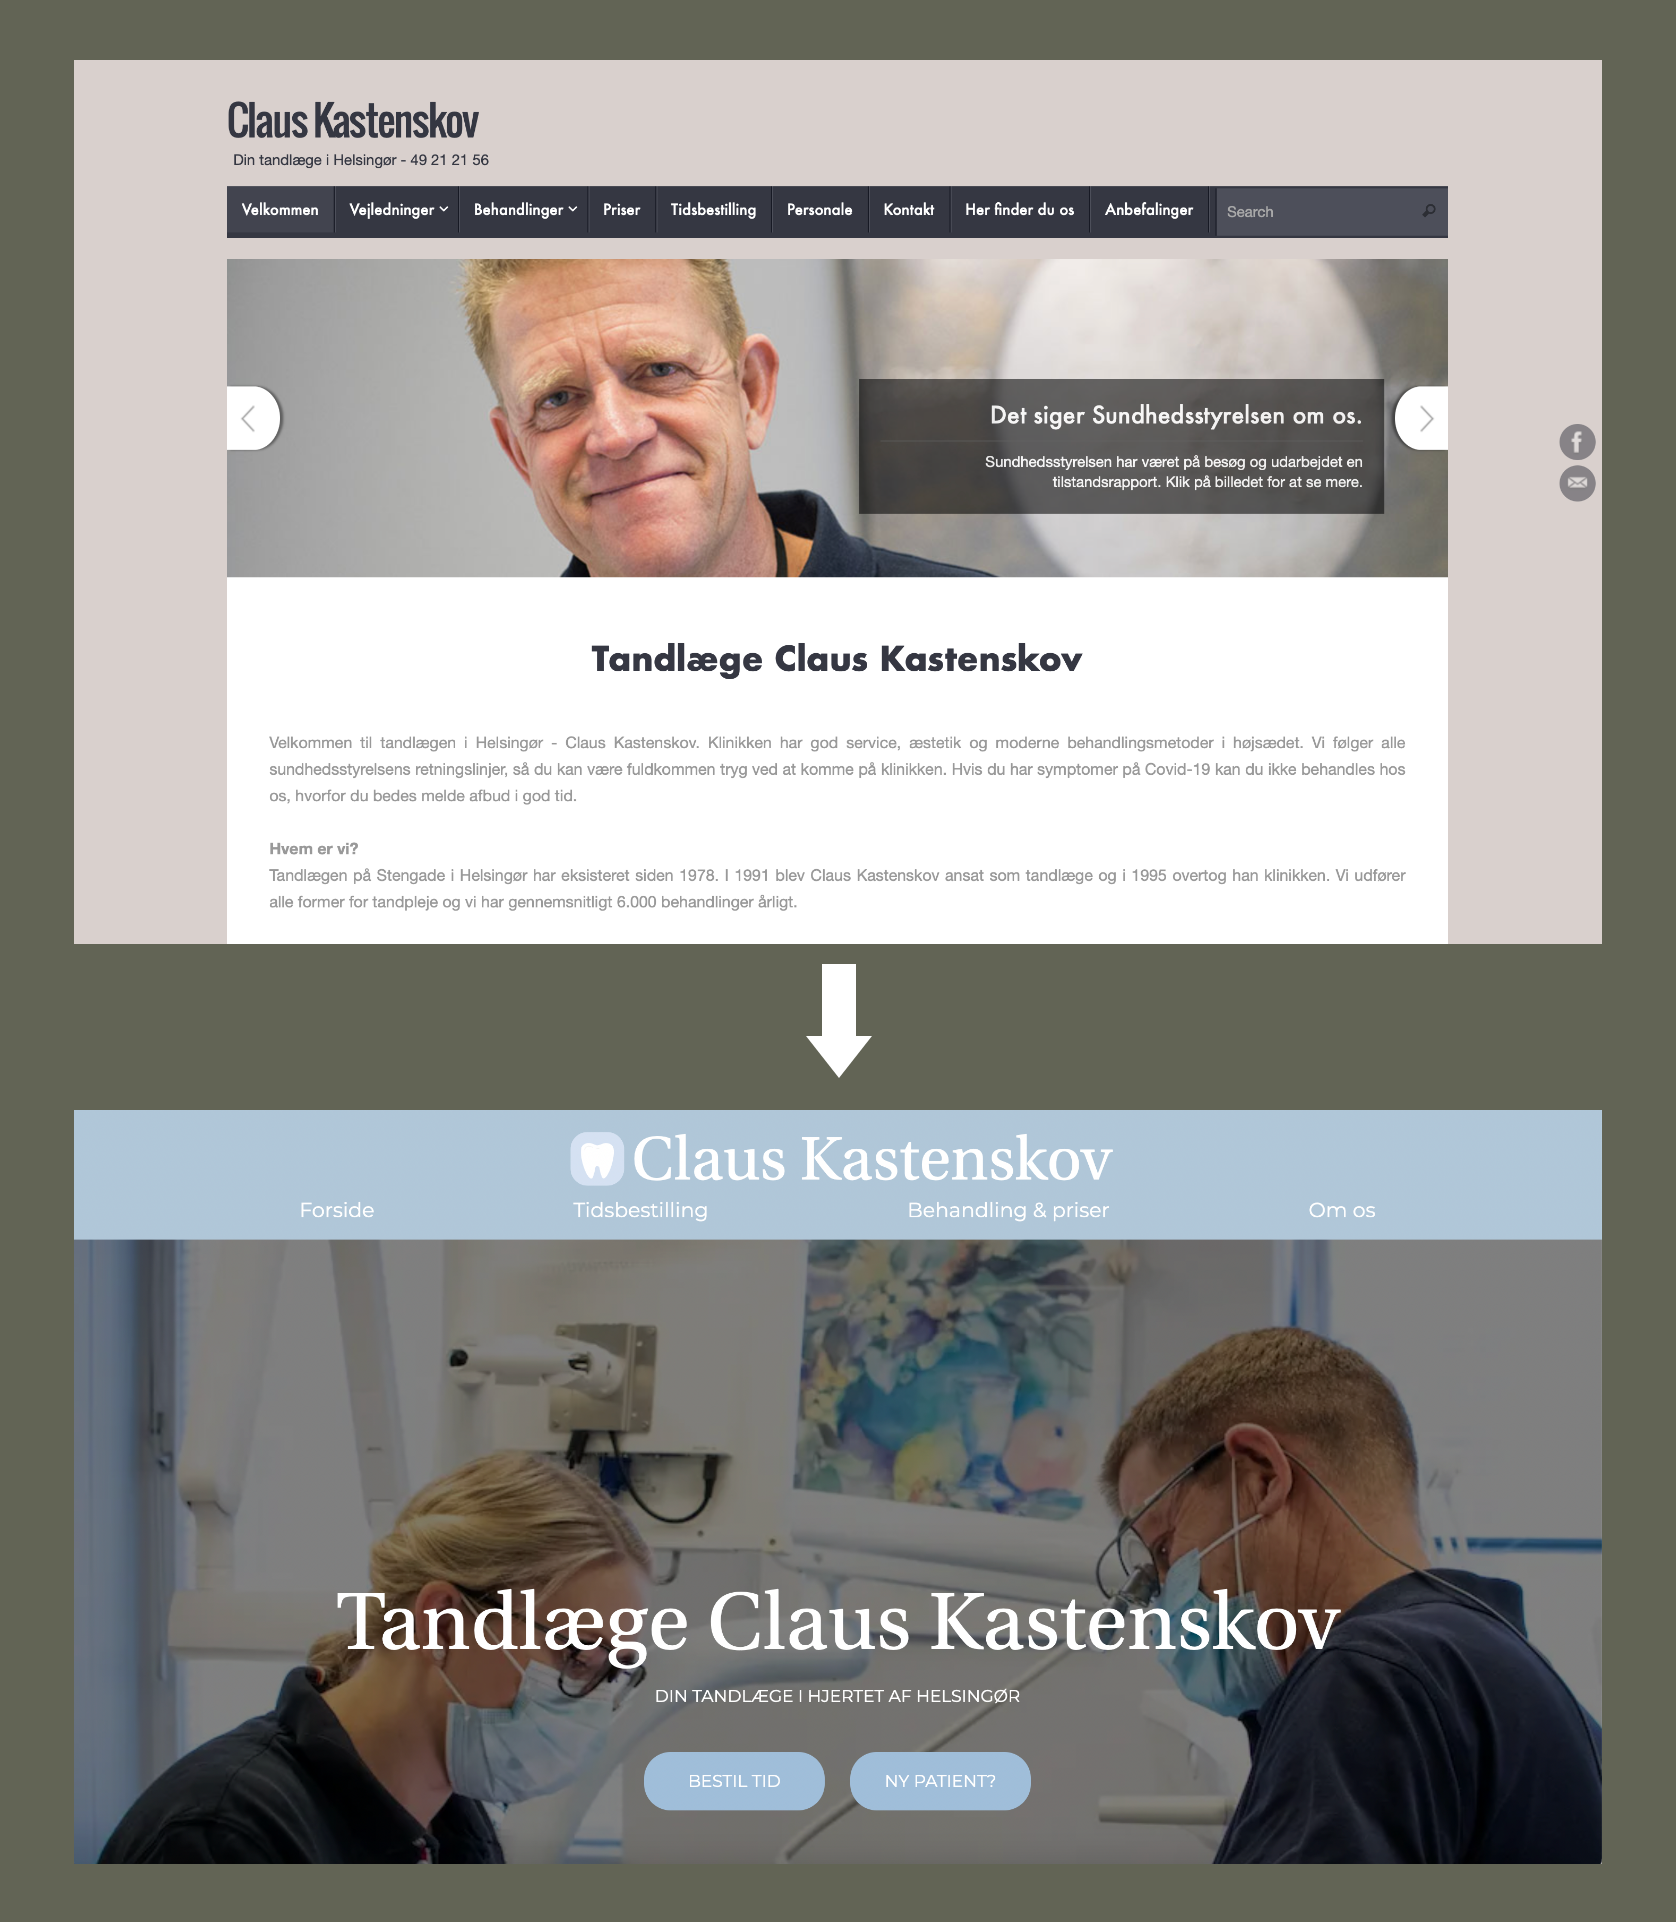 Claus Kastenskov
Din tandlæge i Helsingør - 49 21 21 56
Velkommen Vejledninger Behandlinger Priser Tidsbestilling Personale Kontakt Her finder du os Anbefalinger Search
Det siger Sundhedsstyrelsen om os.
Sundhedsstyrelsen har været på besøg og udarbejdet en
tilstandsrapport. Klik på billedet for at se mere.
Tandlæge Claus Kastenskov
Velkommen til tandlægen i Helsingør - Claus Kastenskov. Klinikken har god service, æstetik og moderne behandlingsmetoder i højsædet. Vi følger alle
sundhedsstyrelsens retningslinjer, så du kan være fuldkommen tryg ved at komme på klinikken. Hvis du har symptomer på Covid-19 kan du ikke behandles hos
os, hvorfor du bedes melde afbud i god tid.
Hvem er vi?
Tandlægen på Stengade i Helsingør har eksisteret siden 1978. I 1991 blev Claus Kastenskov ansat som tandlæge og i 1995 overtog han klinikken. Vi udfører
alle former for tandpleje og vi har gennemsnitligt 6.000 behandlinger årligt.
Claus Kastenskov
Forside Tidsbestilling Behandling & priser Om os
Tandlæge Claus Kastenskov
DIN TANDLÆGE I HJERTET AF HELSINGØR
BESTIL TID NY PATIENT?